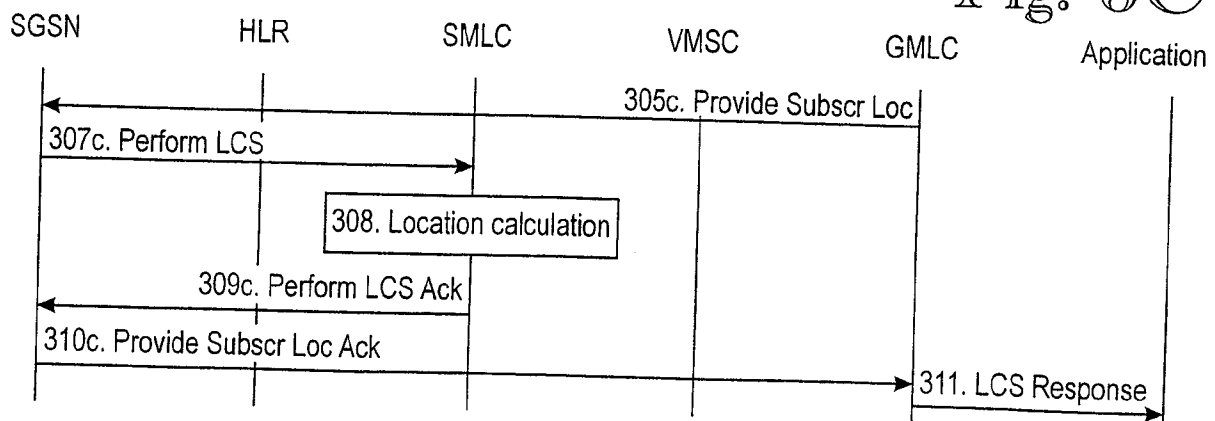 Fig.
SGSN HLR SMLC VMSC GMLC Application
305c. Provide Subscr Loc
307c. Perform LCS
308. Location calculation
309c. Perform LCS Ack
310c. Provide Subscr Loc Ack
311. LCS Response